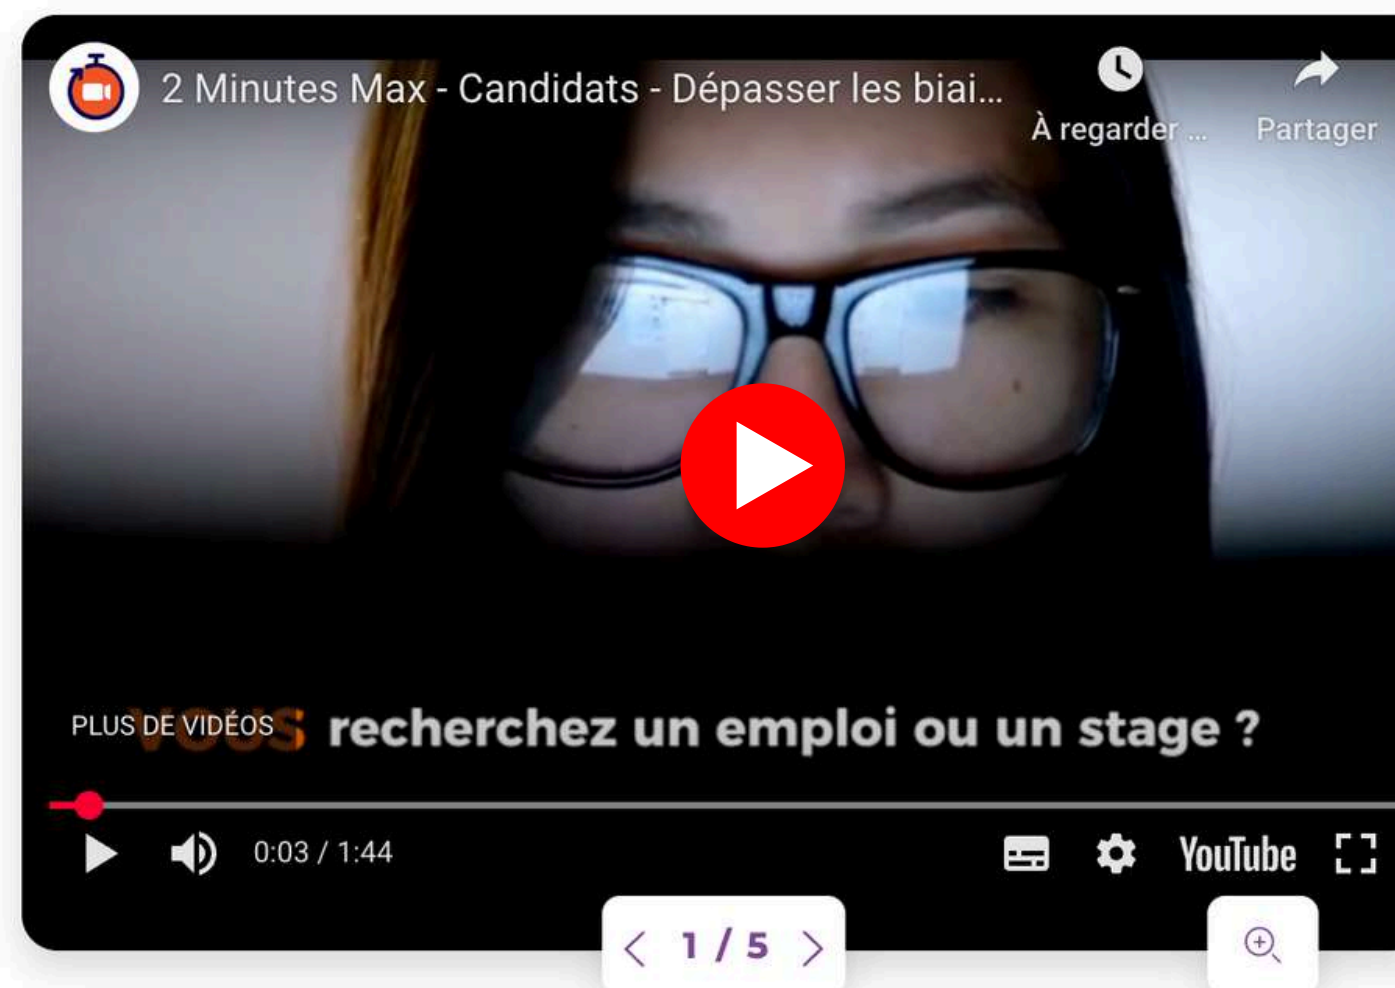 2 Minutes Max - Candidats - Dépasser les biai...
À regarder ...
Partager
PLUS DE VIDÉOS
VOUS recherchez un emploi ou un stage ?
0:03 / 1:44
YouTube
1 / 5